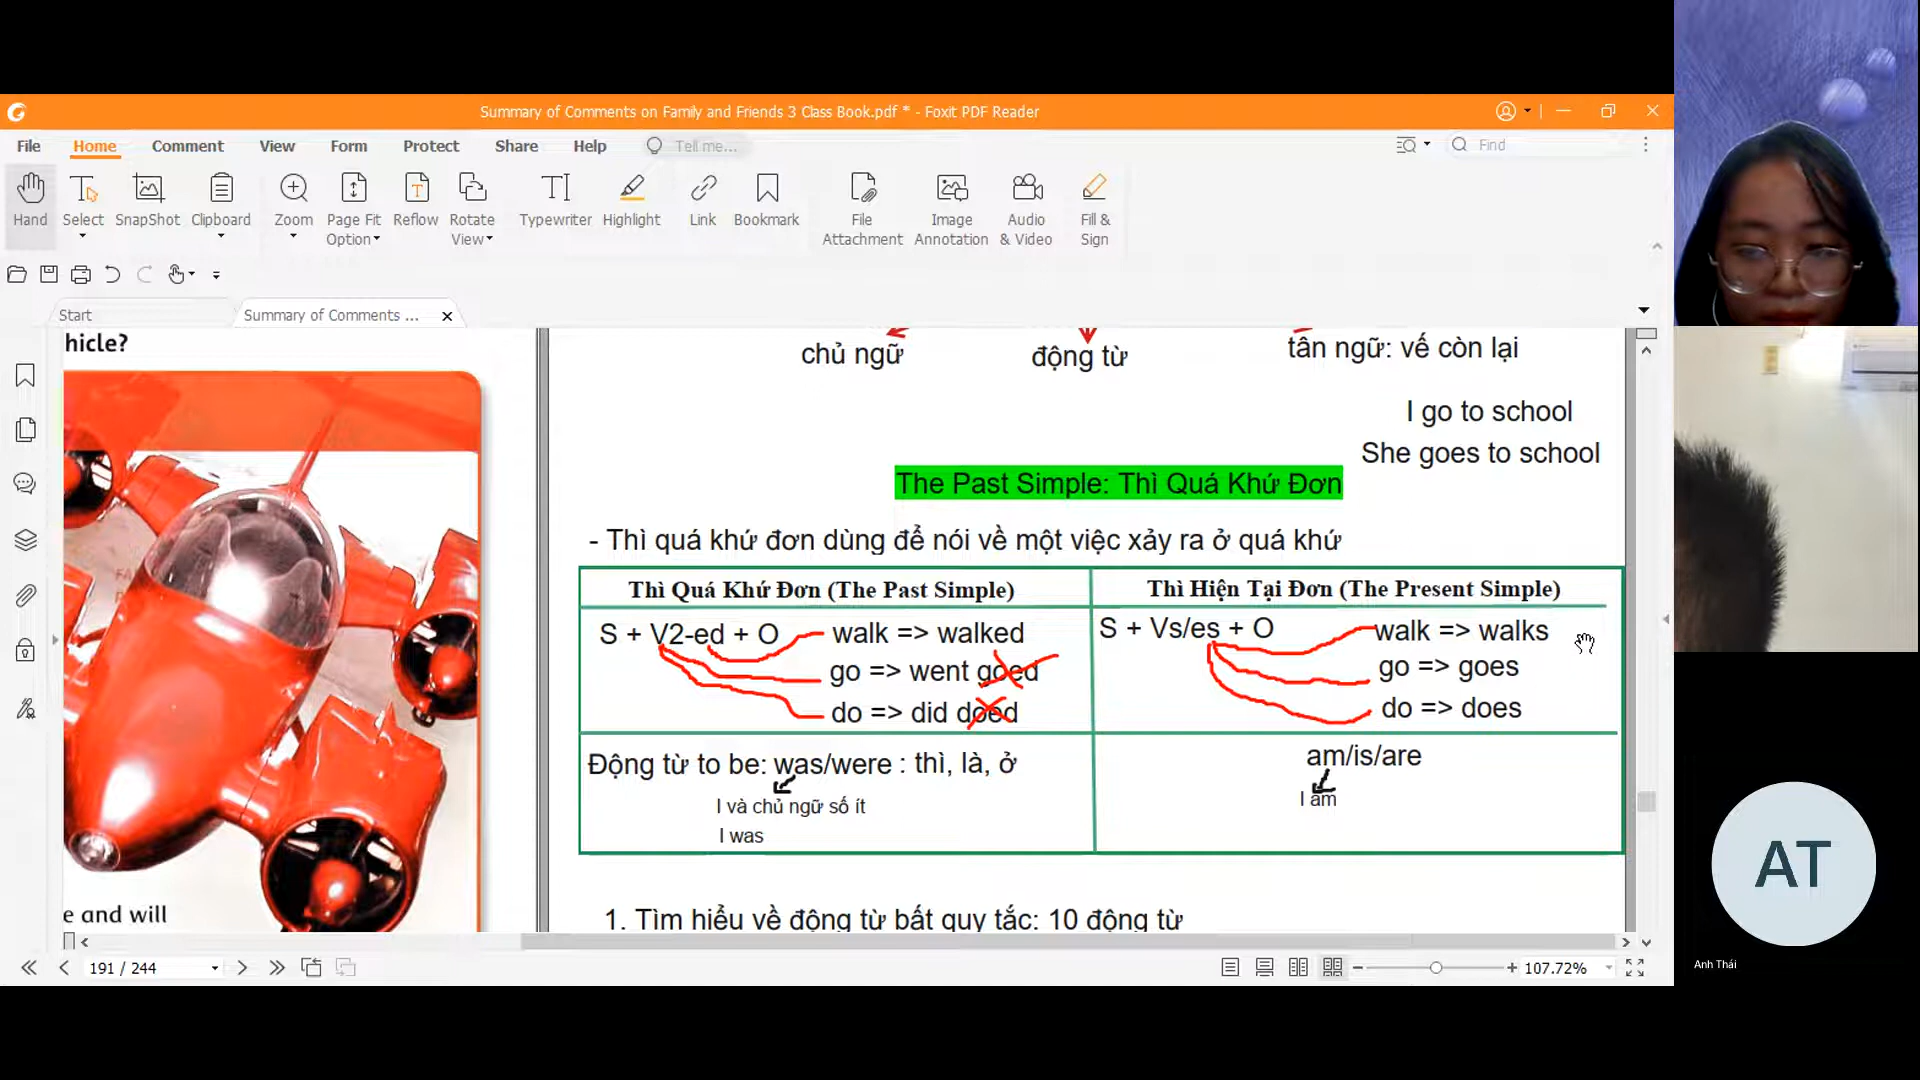 Summary of Comments on Family and Friends 3 Class Book.pdf * - Foxit PDF Reader
File Home Comment View Form Protect Share Help Tell me... Find
Hand Select SnapShot Clipboard Zoom Page Fit Option Reflow Rotate View Typewriter Highlight Link Bookmark File Attachment Image Annotation Audio & Video Fill & Sign
Start Summary of Comments ...
hicle?
e and will
chủ ngữ động từ tân ngữ: vế còn lại
I go to school
She goes to school
The Past Simple: Thì Quá Khứ Đơn
- Thì quá khứ đơn dùng để nói về một việc xảy ra ở quá khứ
Thì Quá Khứ Đơn (The Past Simple) Thì Hiện Tại Đơn (The Present Simple)
S + V2-ed + O walk => walked S + Vs/es + O walk => walks
go => went goed go => goes
do => did doed do => does
Động từ to be: was/were : thì, là, ở am/is/are
I và chủ ngữ số ít I am
I was
1. Tìm hiểu về động từ bất quy tắc: 10 động từ
191 / 244 107.72%
AT
Anh Thái